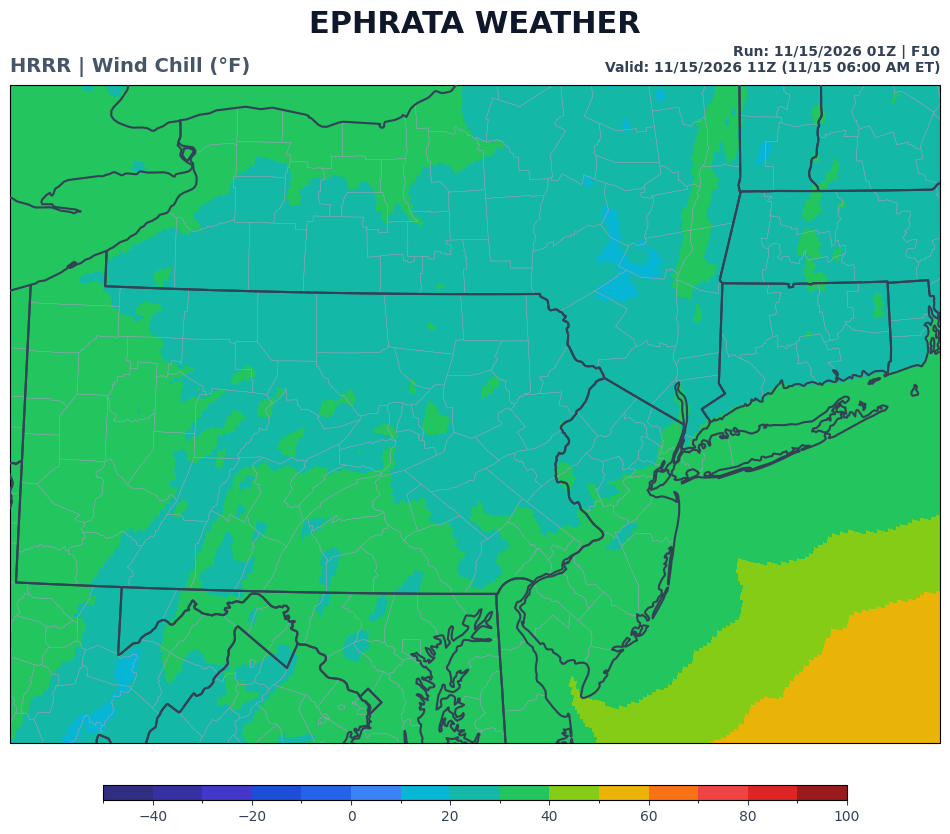 EPHRATA WEATHER
HRRR | Wind Chill (°F)
Run: 11/15/2026 01Z | F10
Valid: 11/15/2026 11Z (11/15 06:00 AM ET)
−40 −20 0 20 40 60 80 100